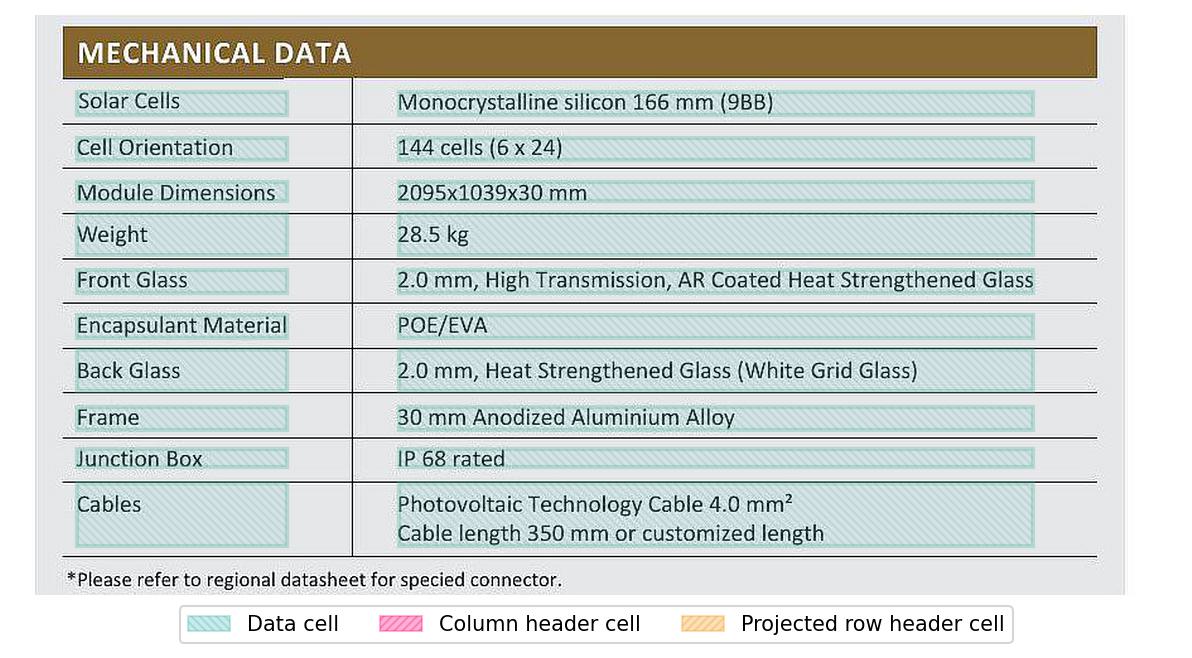 MECHANICAL DATA
Solar Cells Monocrystalline silicon 166 mm (9BB)
Cell Orientation 144 cells (6 x 24)
Module Dimensions 2095x1039x30 mm
Weight 28.5 kg
Front Glass 2.0 mm, High Transmission, AR Coated Heat Strengthened Glass
Encapsulant Material POE/EVA
Back Glass 2.0 mm, Heat Strengthened Glass (White Grid Glass)
Frame 30 mm Anodized Aluminium Alloy
Junction Box IP 68 rated
Cables Photovoltaic Technology Cable 4.0 mm²
Cable length 350 mm or customized length
*Please refer to regional datasheet for specied connector.
Data cell Column header cell Projected row header cell